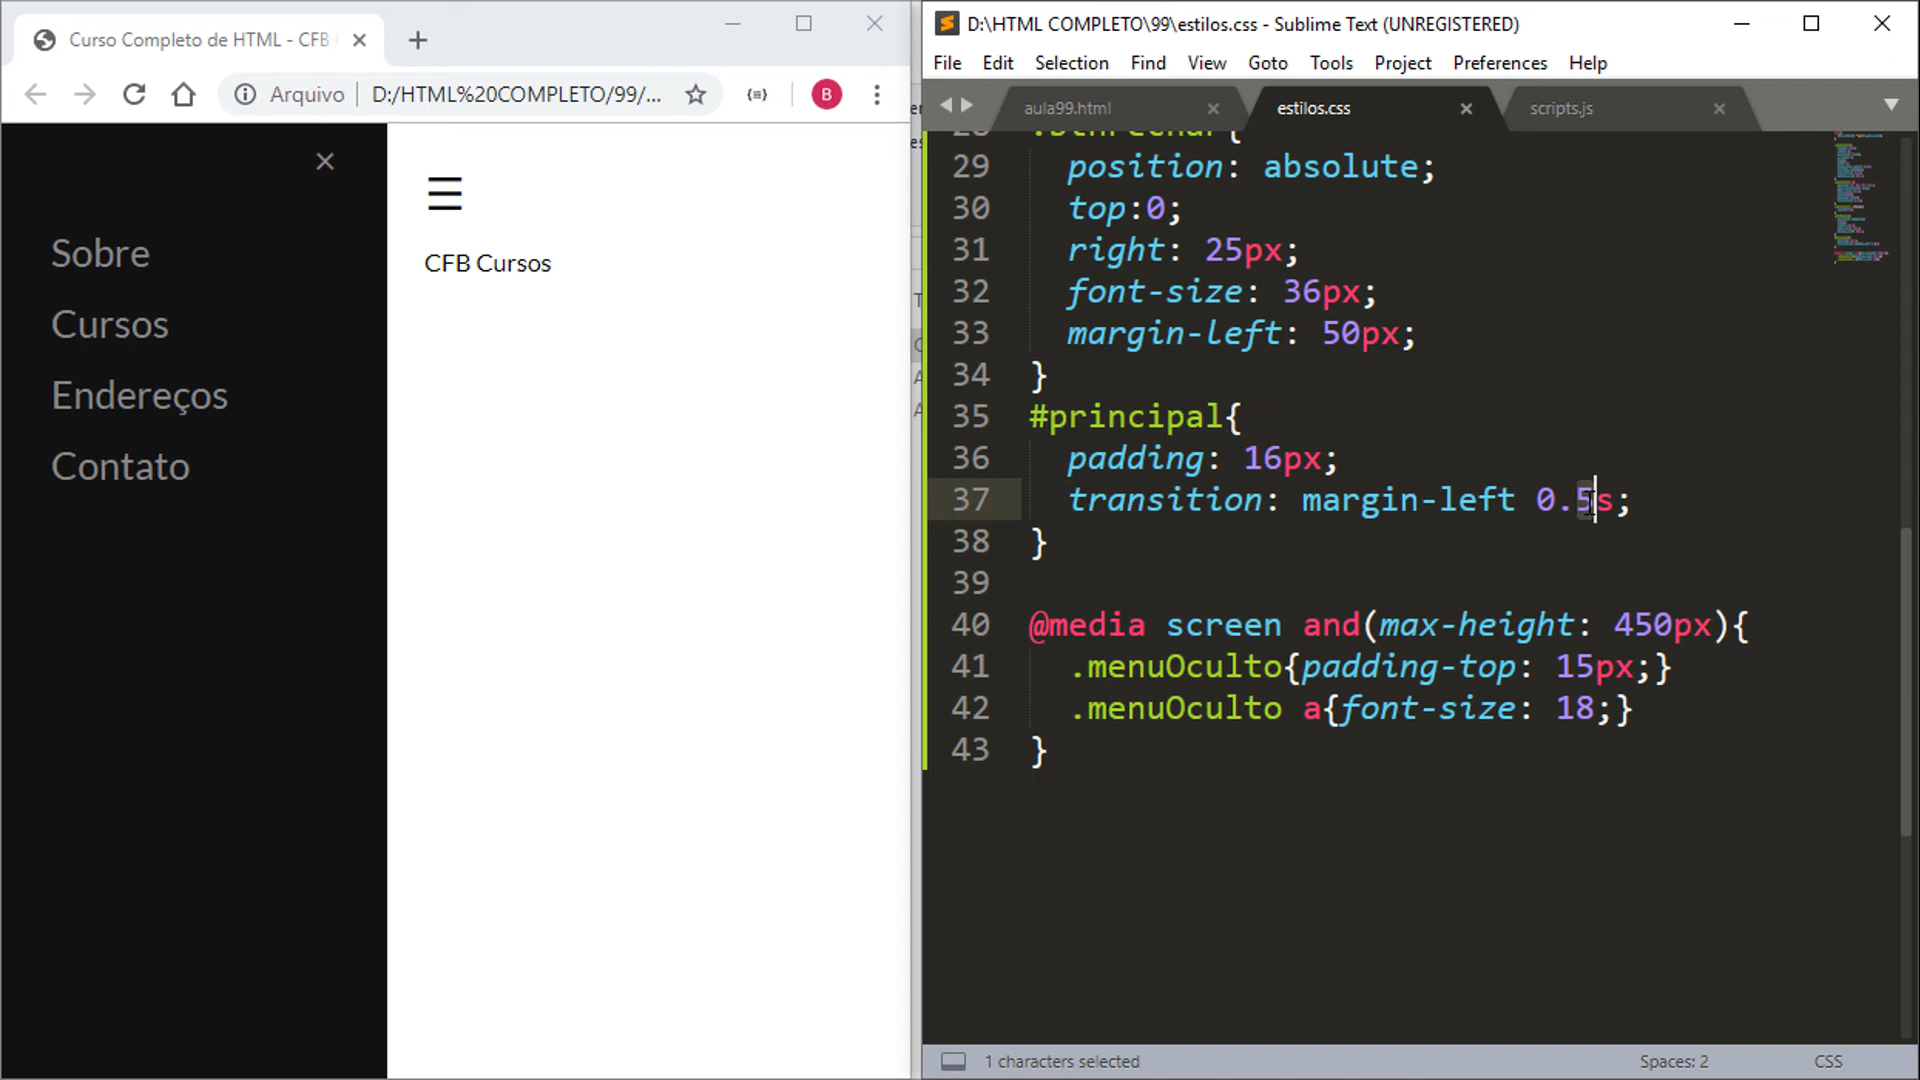 Curso Completo de HTML - CFB
Arquivo
D:/HTML%20COMPLETO/99/...
B
×
Sobre
Cursos
Endereços
Contato
☰
CFB Cursos
D:\HTML COMPLETO\99\estilos.css - Sublime Text (UNREGISTERED)
File Edit Selection Find View Goto Tools Project Preferences Help
aula99.html
estilos.css
scripts.js
29 position: absolute;
30 top:0;
31 right: 25px;
32 font-size: 36px;
33 margin-left: 50px;
34 }
35 #principal{
36 padding: 16px;
37 transition: margin-left 0.5s;
38 }
39
40 @media screen and(max-height: 450px){
41 .menuOculto{padding-top: 15px;}
42 .menuOculto a{font-size: 18;}
43 }
1 characters selected
Spaces: 2
CSS